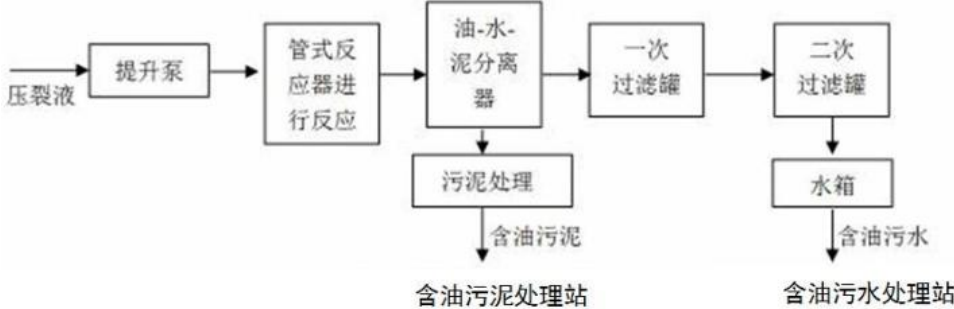 压裂液
提升泵
管式反
应器进
行反应
油-水-
泥分离
器
一次
过滤罐
二次
过滤罐
污泥处理
水箱
含油污泥
含油污水
含油污泥处理站
含油污水处理站